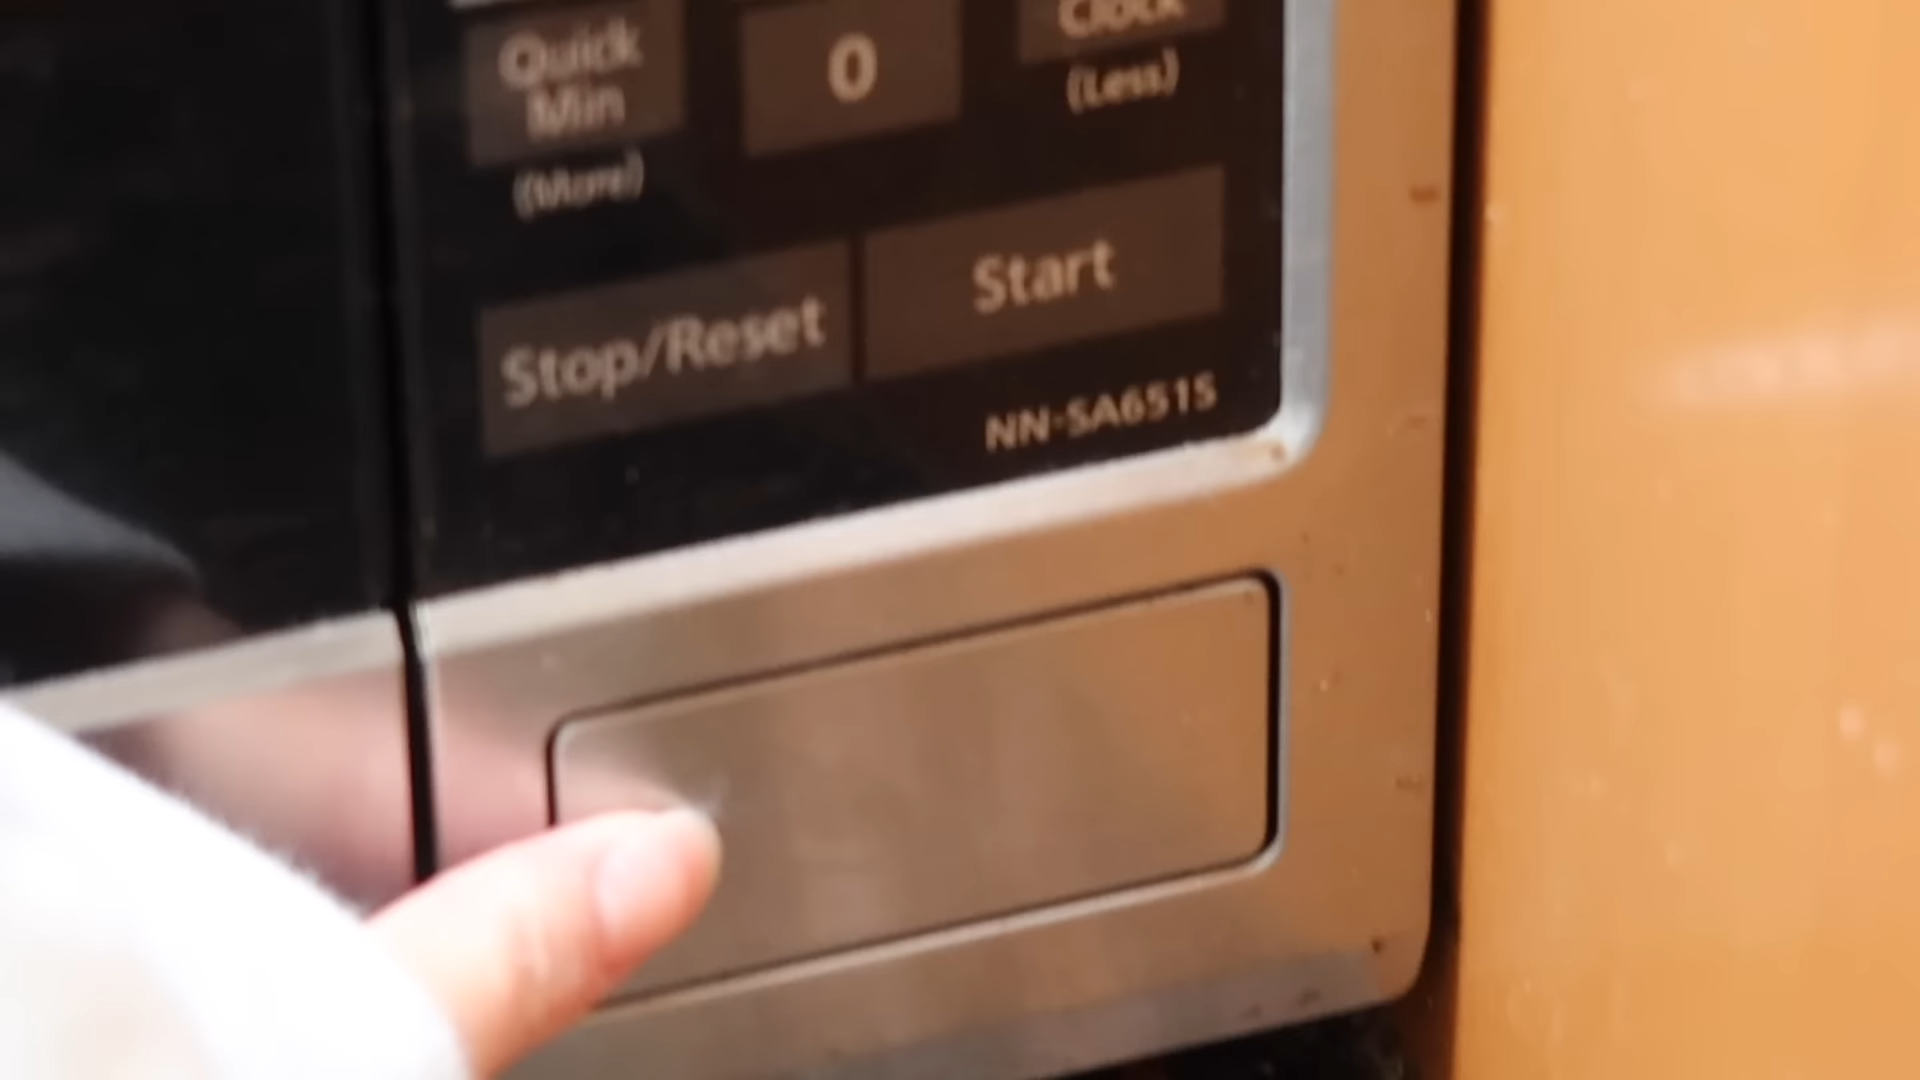 Quick
Min
(More)
0
Clock
(Less)
Stop/Reset
Start
NN-SA651S